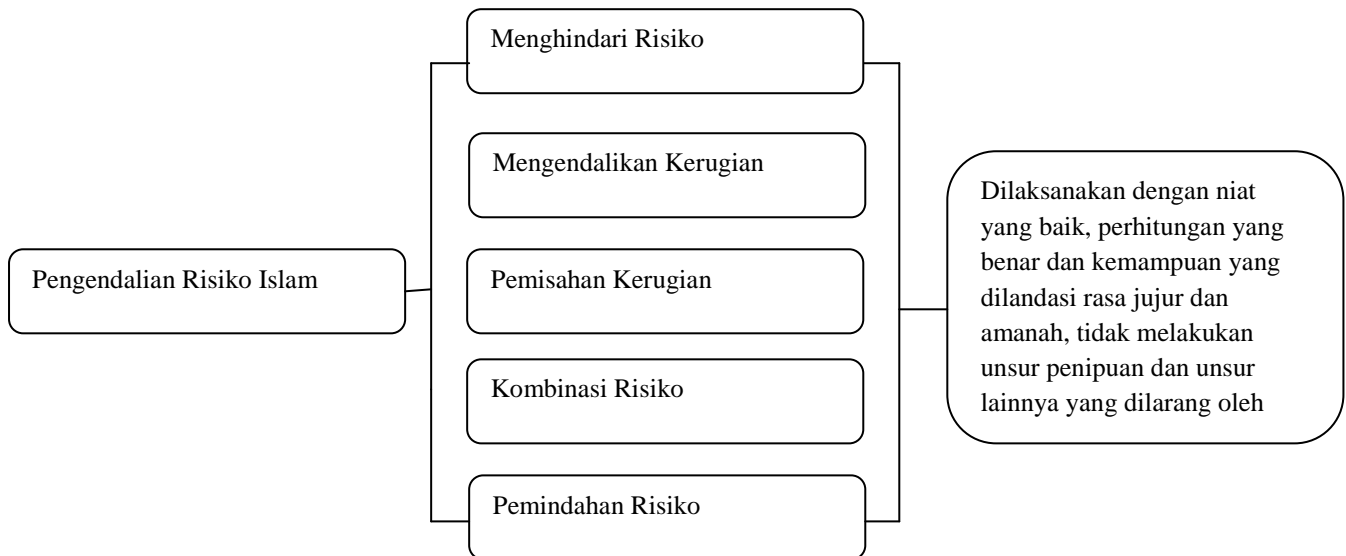 Pengendalian Risiko Islam
Menghindari Risiko
Mengendalikan Kerugian
Pemisahan Kerugian
Kombinasi Risiko
Pemindahan Risiko
Dilaksanakan dengan niat
yang baik, perhitungan yang
benar dan kemampuan yang
dilandasi rasa jujur dan
amanah, tidak melakukan
unsur penipuan dan unsur
lainnya yang dilarang oleh